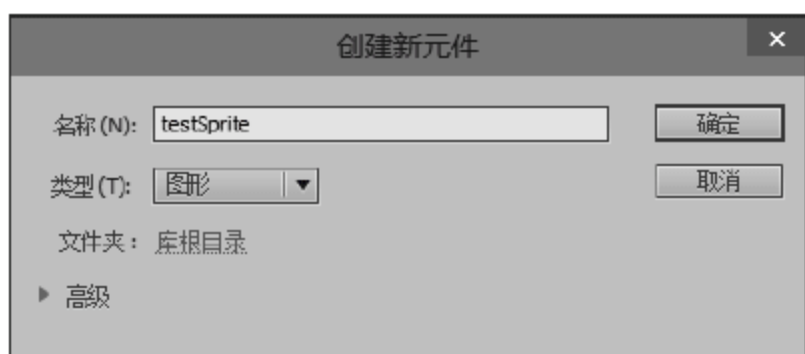 创建新元件
×
名称(N): testSprite
确定
类型(T): 图形
取消
文件夹: 库根目录
高级